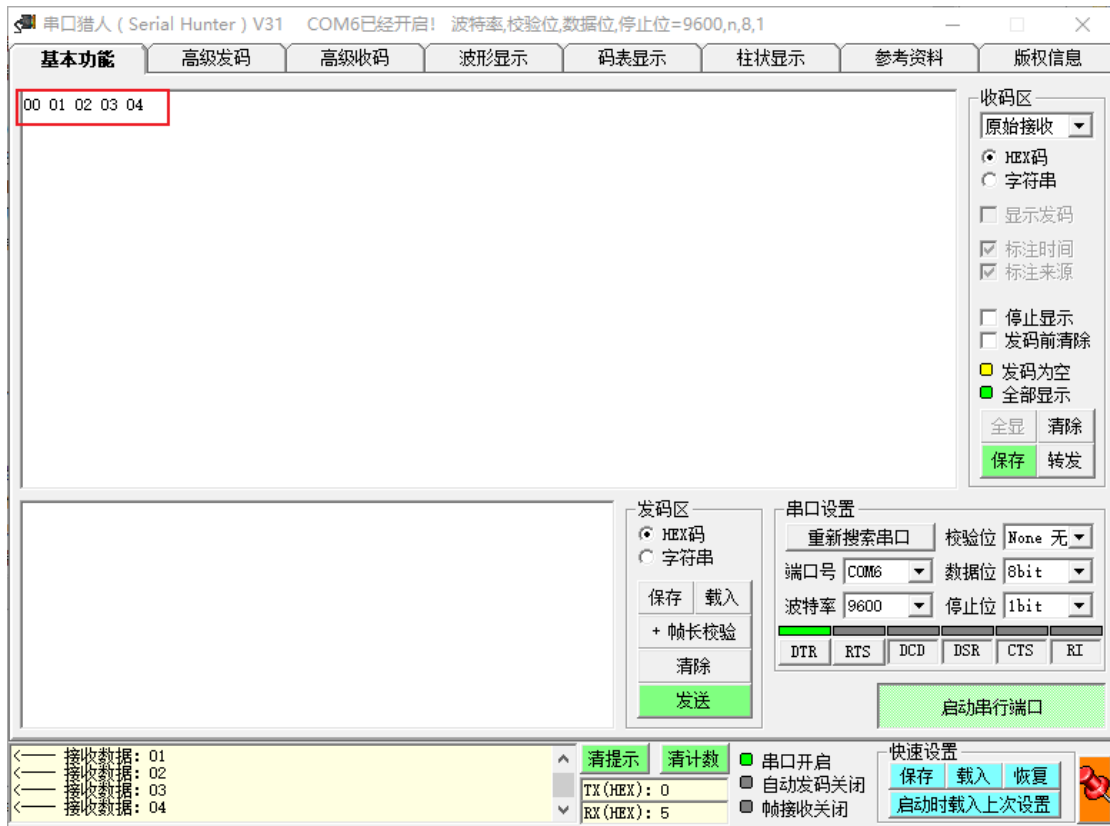 串口猎人 ( Serial Hunter ) V31 COM6已经开启! 波特率,校验位,数据位,停止位=9600,n,8,1
基本功能 高级发码 高级收码 波形显示 码表显示 柱状显示 参考资料 版权信息
00 01 02 03 04
收码区
原始接收
HEX码
字符串
显示发码
标注时间
标注来源
停止显示
发码前清除
发码为空
全部显示
全显 清除
保存 转发
发码区
HEX码
字符串
保存 载入
+ 帧长校验
清除
发送
串口设置
重新搜索串口 校验位 None 无
端口号 COM6 数据位 8bit
波特率 9600 停止位 1bit
DTR RTS DCD DSR CTS RI
启动串行端口
<—— 接收数据: 01
<—— 接收数据: 02
<—— 接收数据: 03
<—— 接收数据: 04
清提示 清计数
TX(HEX): 0
RX(HEX): 5
串口开启
自动发码关闭
帧接收关闭
快速设置
保存 载入 恢复
启动时载入上次设置